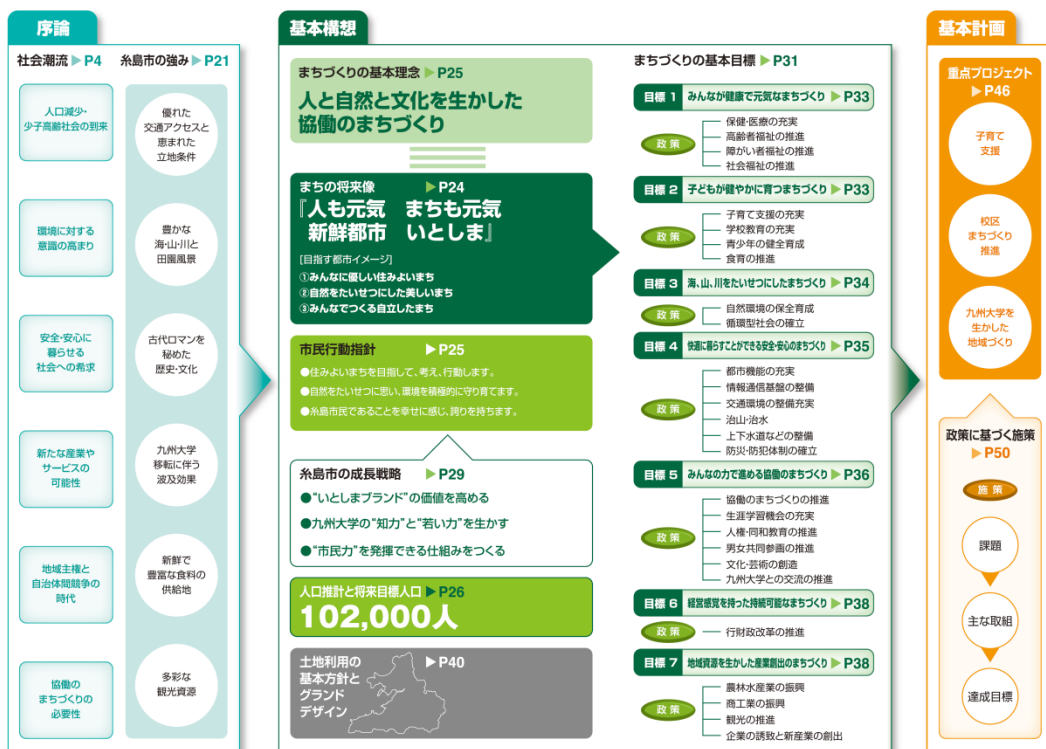 序論
社会潮流 ▶ P4
人口減少・
少子高齢社会の到来
環境に対する
意識の高まり
安全・安心に
暮らせる
社会への希求
新たな産業や
サービスの
可能性
地域主権と
自治体間競争の
時代
協働の
まちづくりの
必要性
糸島市の強み ▶ P21
優れた
交通アクセスと
恵まれた
立地条件
豊かな
海・山・川と
田園風景
古代ロマンを
秘めた
歴史・文化
九州大学
移転に伴う
波及効果
新鮮で
豊富な食料の
供給地
多彩な
観光資源
基本構想
まちづくりの基本理念 ▶ P25
人と自然と文化を生かした
協働のまちづくり
まちの将来像 ▶ P24
『人も元気 まちも元気
新鮮都市 いとしま』
[目指す都市イメージ]
①みんなに優しい住みよいまち
②自然をたいせつにした美しいまち
③みんなでつくる自立したまち
市民行動指針 ▶ P25
●住みよいまちを目指して、考え、行動します。
●自然をたいせつに思い、環境を積極的に守り育てます。
●糸島市民であることを幸せに感じ、誇りを持ちます。
糸島市の成長戦略 ▶ P29
●“いとしまブランド”の価値を高める
●九州大学の“知力”と“若い力”を生かす
●“市民力”を発揮できる仕組みをつくる
人口推計と将来目標人口 ▶ P26
102,000人
土地利用の ▶ P40
基本方針と
グランド
デザイン
まちづくりの基本目標 ▶ P31
目標 1 みんなが健康で元気なまちづくり ▶ P33
政策
保健・医療の充実
高齢者福祉の推進
障がい者福祉の推進
社会福祉の推進
目標 2 子どもが健やかに育つまちづくり ▶ P33
政策
子育て支援の充実
学校教育の充実
青少年の健全育成
食育の推進
目標 3 海、山、川をたいせつにしたまちづくり ▶ P34
政策
自然環境の保全育成
循環型社会の確立
目標 4 快適に暮らすことができる安全・安心のまちづくり ▶ P35
政策
都市機能の充実
情報通信基盤の整備
交通環境の整備充実
治山・治水
上下水道などの整備
防災・防犯体制の確立
目標 5 みんなの力で進める協働のまちづくり ▶ P36
政策
協働のまちづくりの推進
生涯学習機会の充実
人権・同和教育の推進
男女共同参画の推進
文化・芸術の創造
九州大学との交流の推進
目標 6 経営感覚を持った持続可能なまちづくり ▶ P38
政策
行財政改革の推進
目標 7 地域資源を生かした産業創出のまちづくり ▶ P38
政策
農林水産業の振興
商工業の振興
観光の推進
企業の誘致と新産業の創出
基本計画
重点プロジェクト
▶ P46
子育て
支援
校区
まちづくり
推進
九州大学を
生かした
地域づくり
政策に基づく施策
▶ P50
施策
課題
主な取組
達成目標